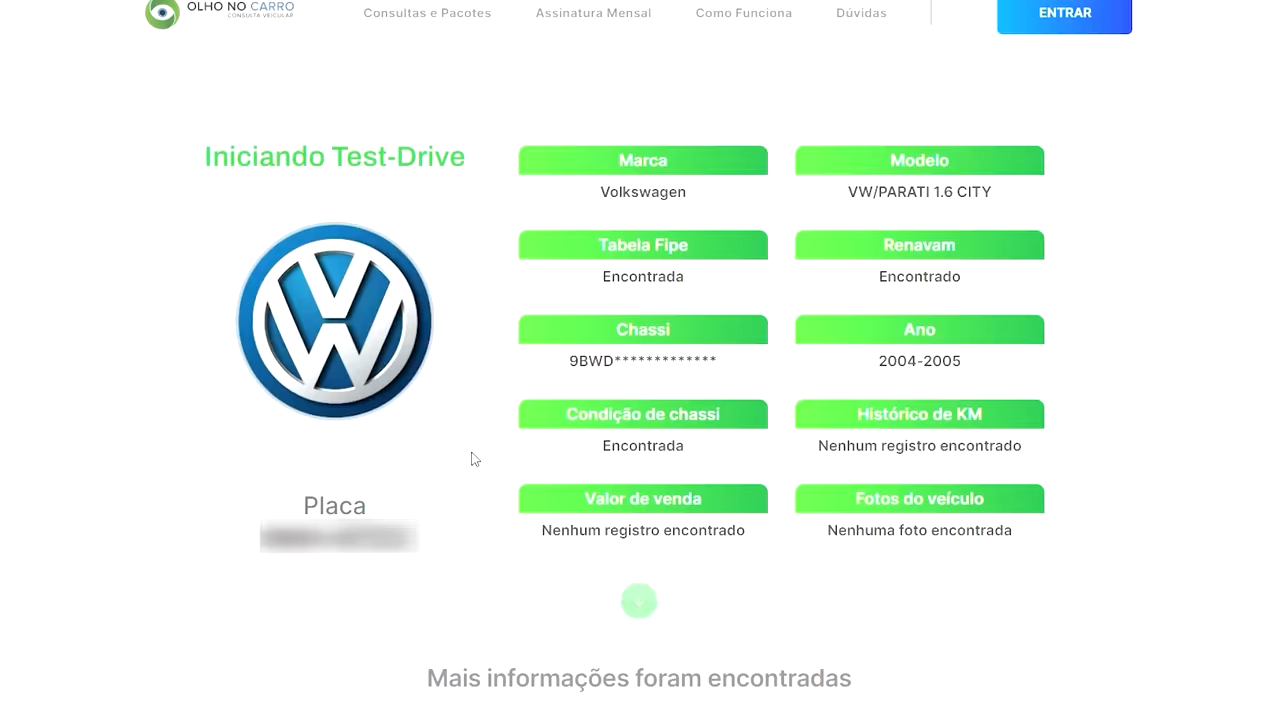 OLHO NO CARRO
CONSULTA VEICULAR
Consultas e Pacotes
Assinatura Mensal
Como Funciona
Dúvidas
ENTRAR
Iniciando Test-Drive
Placa
Marca
Volkswagen
Modelo
VW/PARATI 1.6 CITY
Tabela Fipe
Encontrada
Renavam
Encontrado
Chassi
9BWD*************
Ano
2004-2005
Condição de chassi
Encontrada
Histórico de KM
Nenhum registro encontrado
Valor de venda
Nenhum registro encontrado
Fotos do veículo
Nenhuma foto encontrada
Mais informações foram encontradas